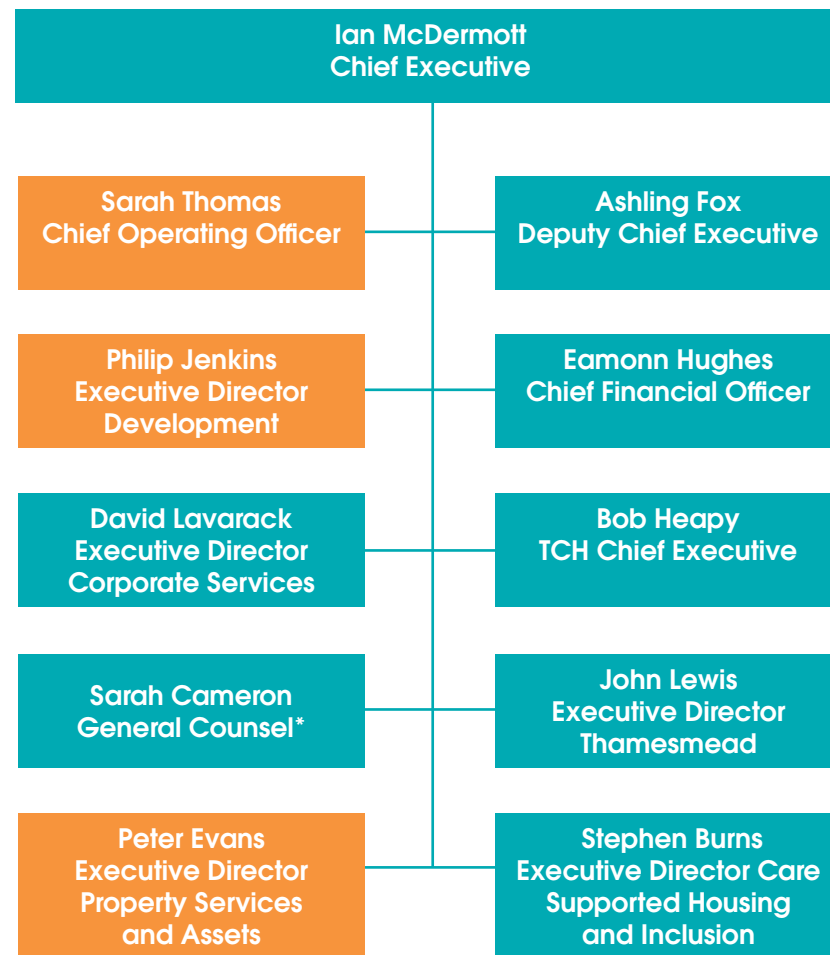 Ian McDermott
Chief Executive
Sarah Thomas
Chief Operating Officer
Ashling Fox
Deputy Chief Executive
Philip Jenkins
Executive Director
Development
Eamonn Hughes
Chief Financial Officer
David Lavarack
Executive Director
Corporate Services
Bob Heapy
TCH Chief Executive
Sarah Cameron
General Counsel*
John Lewis
Executive Director
Thamesmead
Peter Evans
Executive Director
Property Services
and Assets
Stephen Burns
Executive Director Care
Supported Housing
and Inclusion